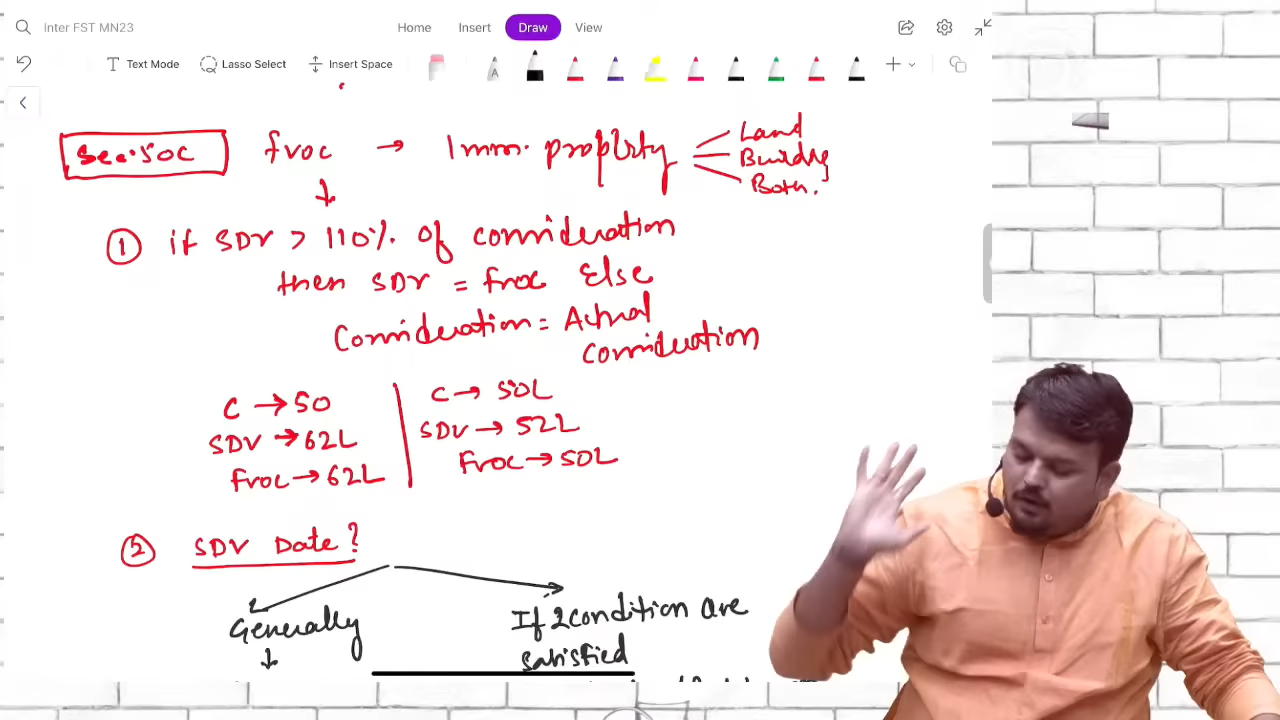 Inter FST MN23
Home Insert Draw View
Text Mode Lasso Select Insert Space
Sec.50C fvoc → Imm. property Land
Building
Both.
① if SDV > 110% of consideration
then SDV = fvoc Else
Consideration = Actual
consideration
C → 50
SDV → 62L
Fvoc → 62L
C → 50L
SDV → 52L
Fvoc → 50L
② SDV Date?
Generally
If 2 condition are
satisfied